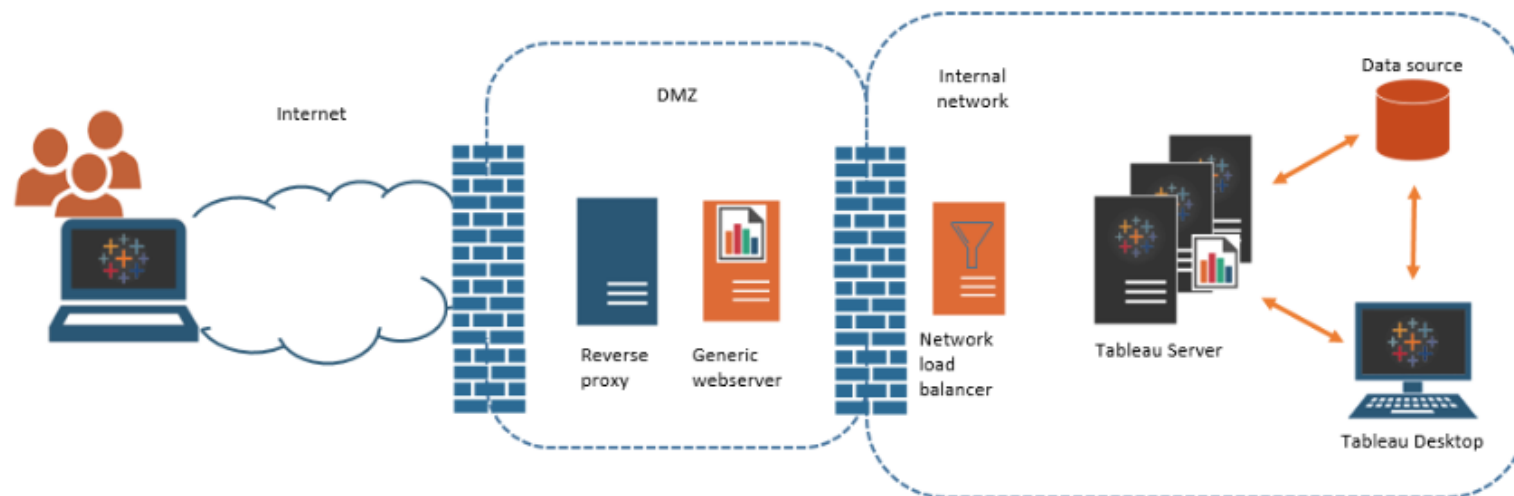 Internet
DMZ
Reverse
proxy
Generic
webserver
Internal
network
Network
load
balancer
Tableau Server
Data source
Tableau Desktop